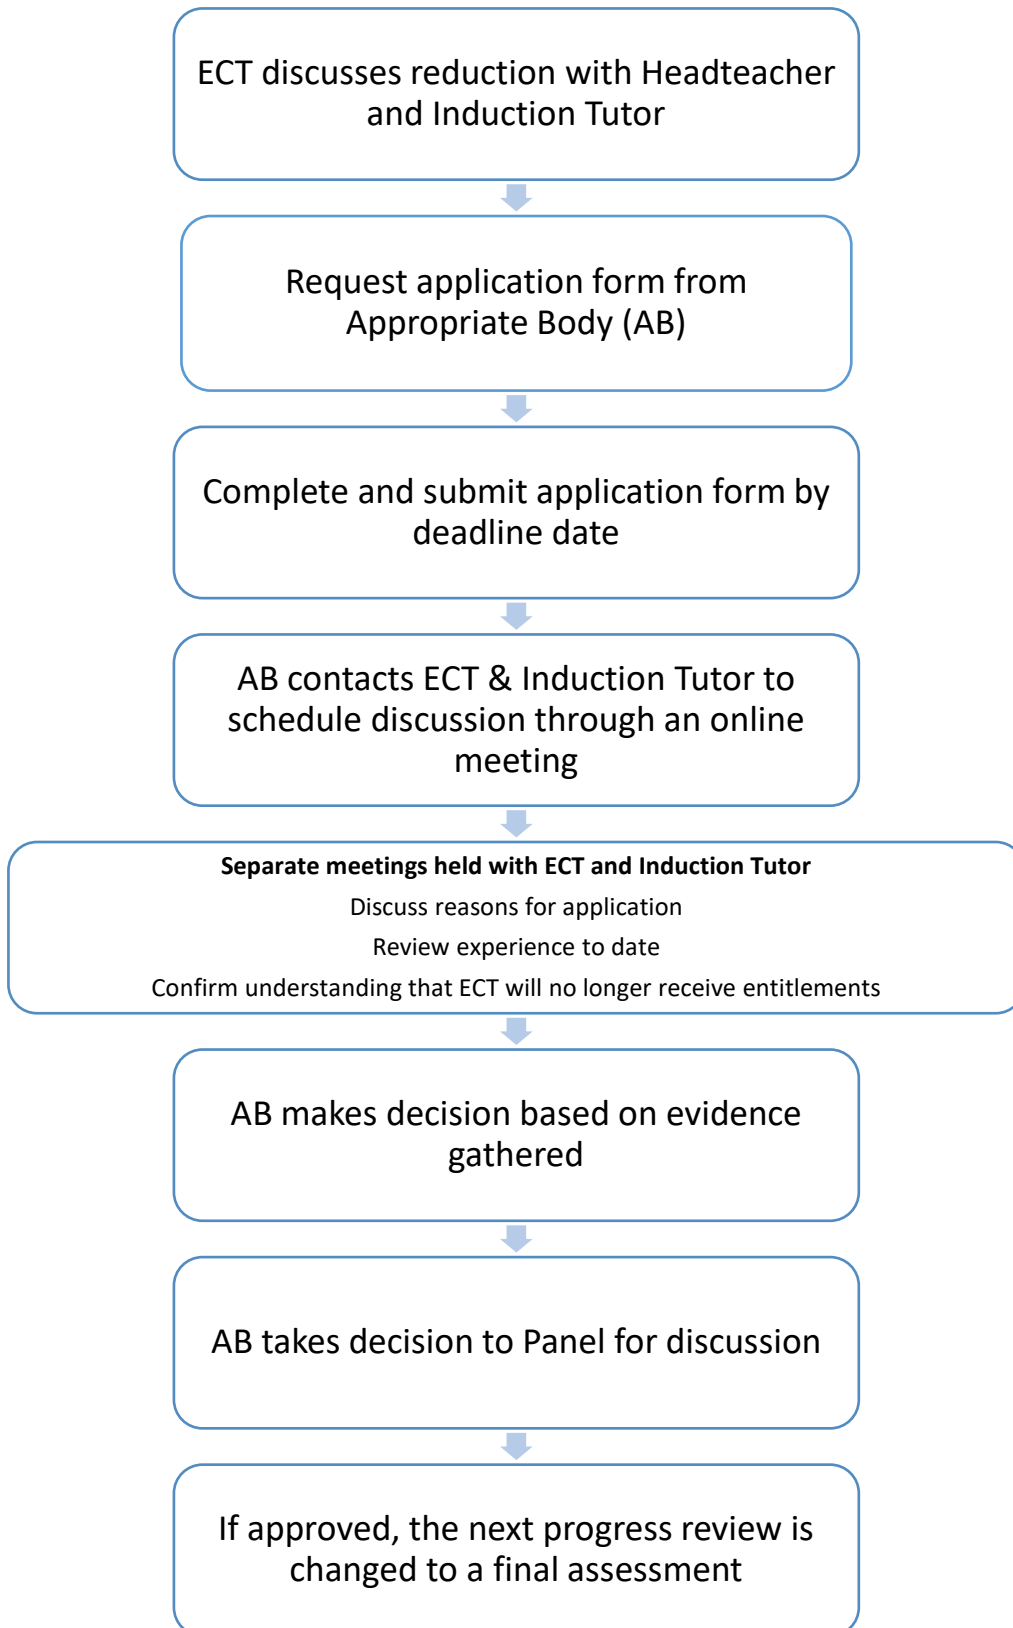 ECT discusses reduction with Headteacher
and Induction Tutor
Request application form from
Appropriate Body (AB)
Complete and submit application form by
deadline date
AB contacts ECT & Induction Tutor to
schedule discussion through an online
meeting
Separate meetings held with ECT and Induction Tutor
Discuss reasons for application
Review experience to date
Confirm understanding that ECT will no longer receive entitlements
AB makes decision based on evidence
gathered
AB takes decision to Panel for discussion
If approved, the next progress review is
changed to a final assessment